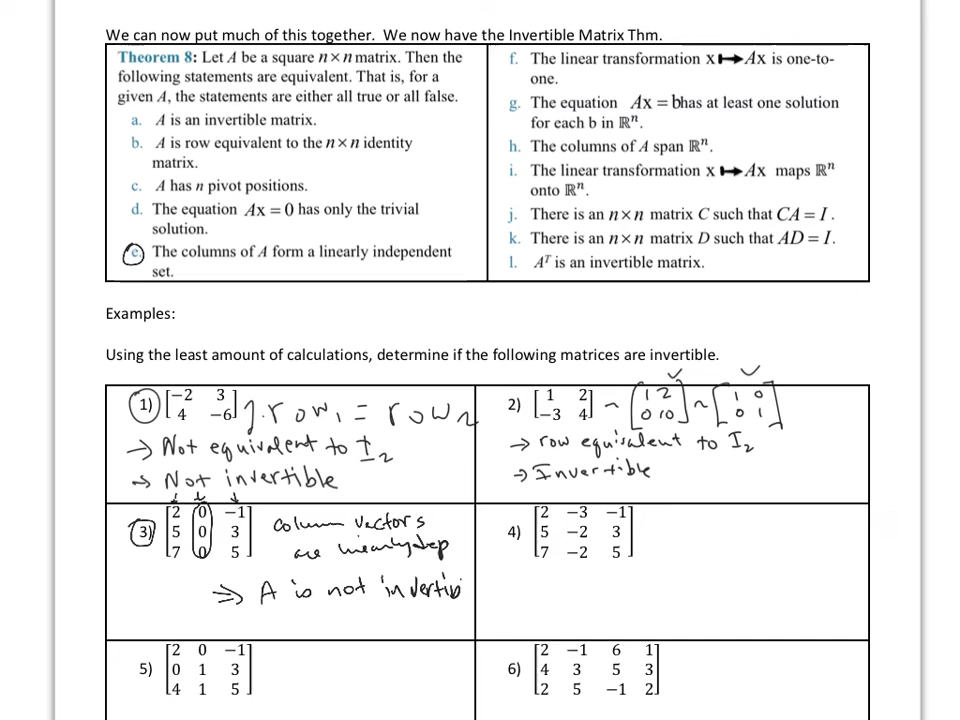 We can now put much of this together. We now have the Invertible Matrix Thm.
Theorem 8: Let A be a square n×n matrix. Then the
following statements are equivalent. That is, for a
given A, the statements are either all true or all false.
a. A is an invertible matrix.
b. A is row equivalent to the n×n identity
matrix.
c. A has n pivot positions.
d. The equation Ax = 0 has only the trivial
solution.
e. The columns of A form a linearly independent
set.
f. The linear transformation x ↦ Ax is one-to-
one.
g. The equation Ax = b has at least one solution
for each b in ℝⁿ.
h. The columns of A span ℝⁿ.
i. The linear transformation x ↦ Ax maps ℝⁿ
onto ℝⁿ.
j. There is an n×n matrix C such that CA = I.
k. There is an n×n matrix D such that AD = I.
l. Aᵀ is an invertible matrix.
Examples:
Using the least amount of calculations, determine if the following matrices are invertible.
1) [-2 3
4 -6] row₁ = row₂
→ Not equivalent to I₂
→ Not invertible
2) [1 2
-3 4] ~ [1 2
0 10] ~ [1 0
0 1]
→ row equivalent to I₂
→ Invertible
3) [2 0 -1
5 0 3
7 0 5]
column vectors
are linearly dep
⇒ A is not invertib
4) [2 -3 -1
5 -2 3
7 -2 5]
5) [2 0 -1
0 1 3
4 1 5]
6) [2 -1 6 1
4 3 5 3
2 5 -1 2]